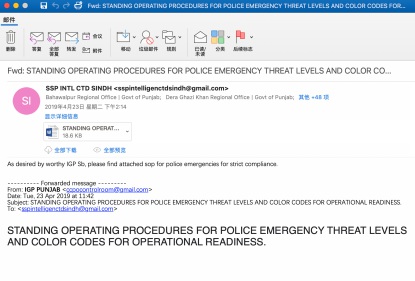 Fwd: STANDING OPERATING PROCEDURES FOR POLICE EMERGENCY THREAT LEVELS AND COLOR CODES FOR...
邮件
删除
答复
全部答复
转发
会议
附件
移动
垃圾邮件
规则
已读/未读
分类
后续标志
Fwd: STANDING OPERATING PROCEDURES FOR POLICE EMERGENCY THREAT LEVELS AND COLOR CO...
SI
SSP INTL CTD SINDH <sspintelligenctdsindh@gmail.com>
Bahawalpur Regional Office | Govt of Punjab; Dera Ghazi Khan Regional Office | Govt of Punjab; 其他 +48 项
2019年4月23日 星期二 下午2:14
显示详细信息
STANDING OPERAT...
18.6 KB
全部下载
全部预览
As desired by worthy IGP Sb, please find attached sop for police emergencies for strict compliance.
---------- Forwarded message ---------
From: IGP PUNJAB <ccpocontrolroom@gmail.com>
Date: Tue, 23 Apr 2019 at 11:42
Subject: STANDING OPERATING PROCEDURES FOR POLICE EMERGENCY THREAT LEVELS AND COLOR CODES FOR OPERATIONAL READINESS.
To: <sspintelligenctdsindh@gmail.com>
STANDING OPERATING PROCEDURES FOR POLICE EMERGENCY THREAT LEVELS
AND COLOR CODES FOR OPERATIONAL READINESS.